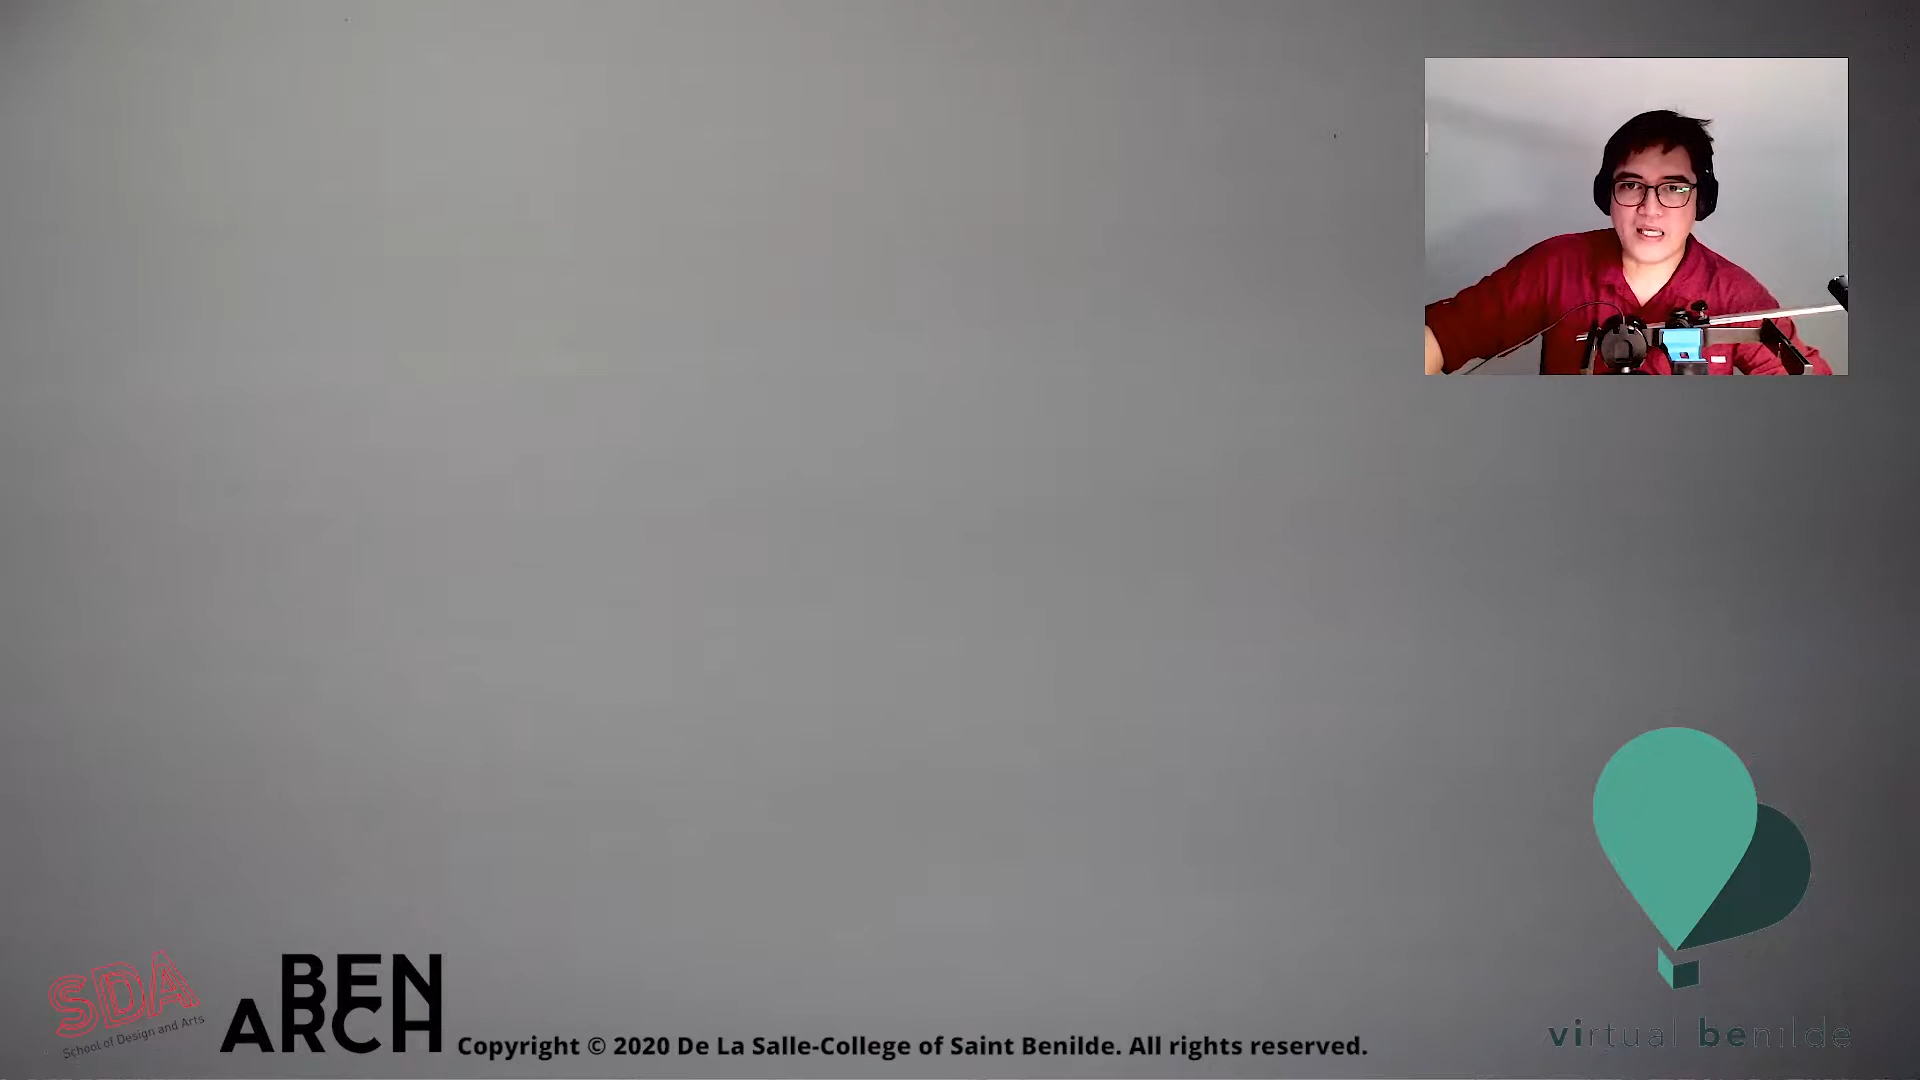 SDA
School of Design and Arts
BEN
ARCH
Copyright © 2020 De La Salle-College of Saint Benilde. All rights reserved.
virtual benilde